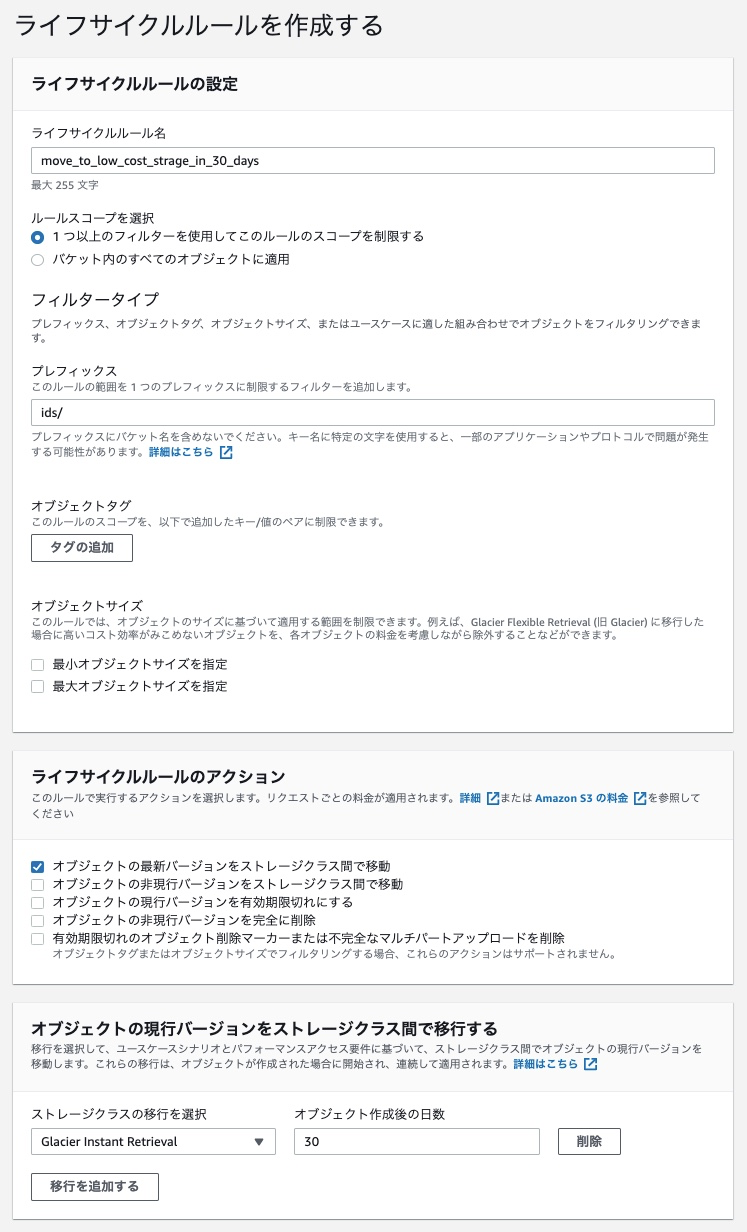 ライフサイクルルールを作成する
ライフサイクルルールの設定
ライフサイクルルール名
move_to_low_cost_strage_in_30_days
最大 255 文字
ルールスコープを選択
1 つ以上のフィルターを使用してこのルールのスコープを制限する
バケット内のすべてのオブジェクトに適用
フィルタータイプ
プレフィックス、オブジェクトタグ、オブジェクトサイズ、またはユースケースに適した組み合わせでオブジェクトをフィルタリングできま
す。
プレフィックス
このルールの範囲を 1 つのプレフィックスに制限するフィルターを追加します。
ids/
プレフィックスにバケット名を含めないでください。キー名に特定の文字を使用すると、一部のアプリケーションやプロトコルで問題が発生
する可能性があります。詳細はこちら
オブジェクトタグ
このルールのスコープを、以下で追加したキー/値のペアに制限できます。
タグの追加
オブジェクトサイズ
このルールでは、オブジェクトのサイズに基づいて適用する範囲を制限できます。例えば、Glacier Flexible Retrieval (旧 Glacier) に移行した
場合に高いコスト効率がみこめないオブジェクトを、各オブジェクトの料金を考慮しながら除外することなどができます。
最小オブジェクトサイズを指定
最大オブジェクトサイズを指定
ライフサイクルルールのアクション
このルールで実行するアクションを選択します。リクエストごとの料金が適用されます。詳細 または Amazon S3 の料金 を参照して
ください
オブジェクトの最新バージョンをストレージクラス間で移動
オブジェクトの非現行バージョンをストレージクラス間で移動
オブジェクトの現行バージョンを有効期限切れにする
オブジェクトの非現行バージョンを完全に削除
有効期限切れのオブジェクト削除マーカーまたは不完全なマルチパートアップロードを削除
オブジェクトタグまたはオブジェクトサイズでフィルタリングする場合、これらのアクションはサポートされません。
オブジェクトの現行バージョンをストレージクラス間で移行する
移行を選択して、ユースケースシナリオとパフォーマンスアクセス要件に基づいて、ストレージクラス間でオブジェクトの現行バージョンを
移動します。これらの移行は、オブジェクトが作成された場合に開始され、連続して適用されます。詳細はこちら
ストレージクラスの移行を選択
オブジェクト作成後の日数
Glacier Instant Retrieval
30
削除
移行を追加する